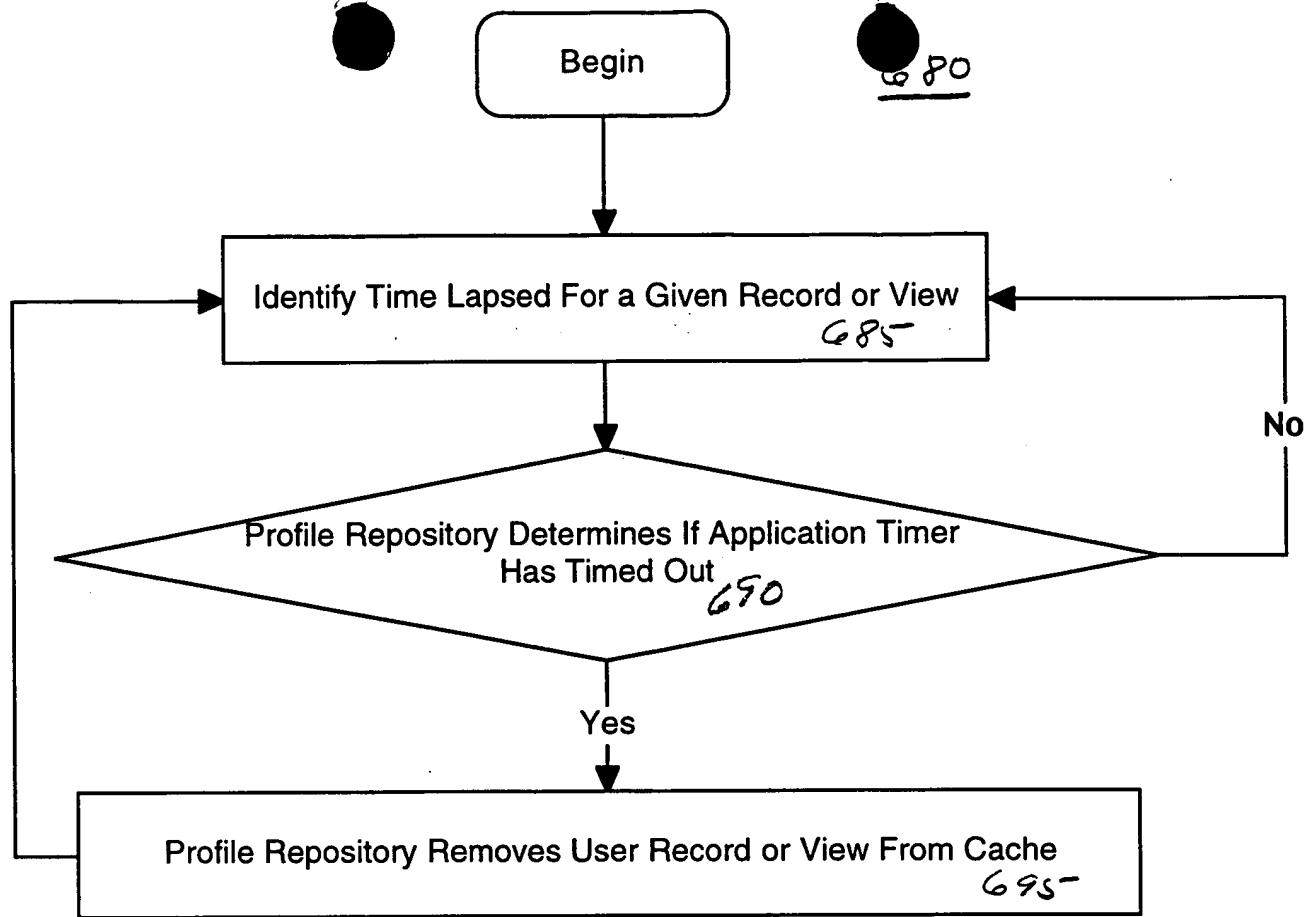 Begin
680
Identify Time Lapsed For a Given Record or View
685
No
Profile Repository Determines If Application Timer
Has Timed Out
690
Yes
Profile Repository Removes User Record or View From Cache
695